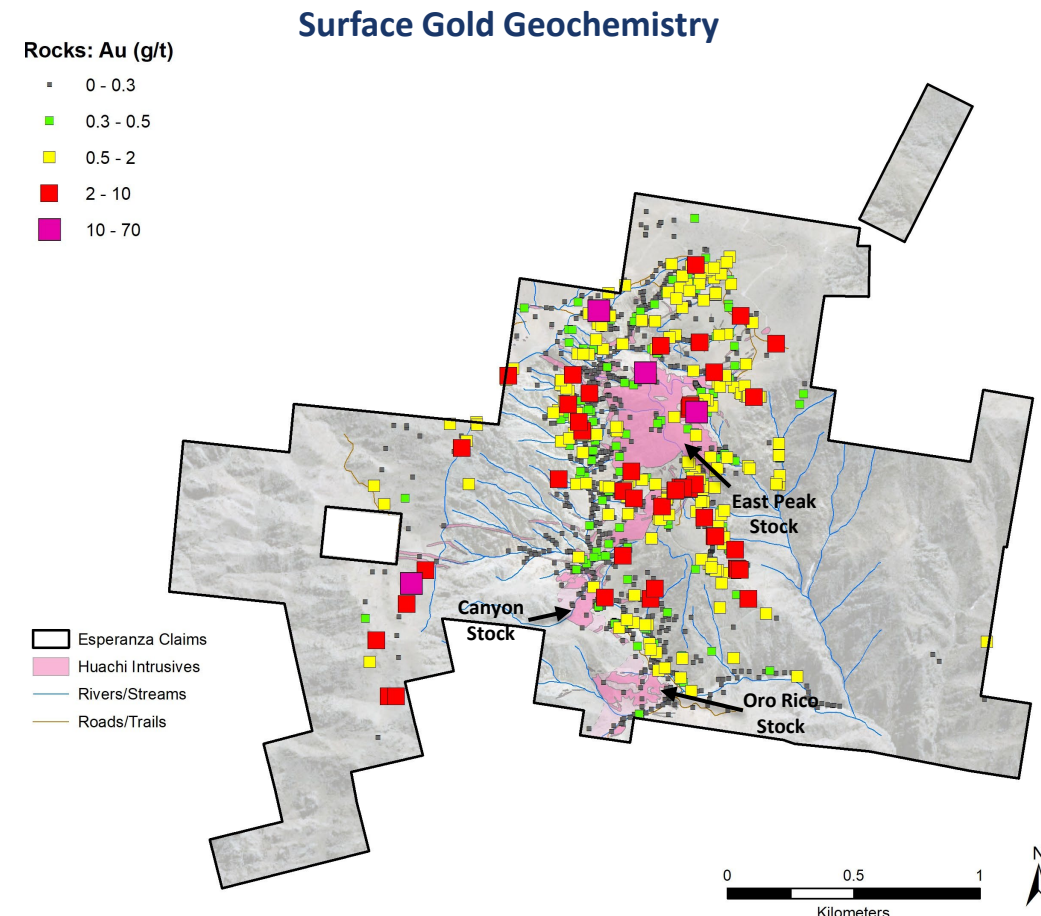 Surface Gold Geochemistry
Rocks: Au (g/t)
0 - 0.3
0.3 - 0.5
0.5 - 2
2 - 10
10 - 70
East Peak
Stock
Canyon
Stock
Oro Rico
Stock
Esperanza Claims
Huachi Intrusives
Rivers/Streams
Roads/Trails
N
0 0.5 1
Kilometers